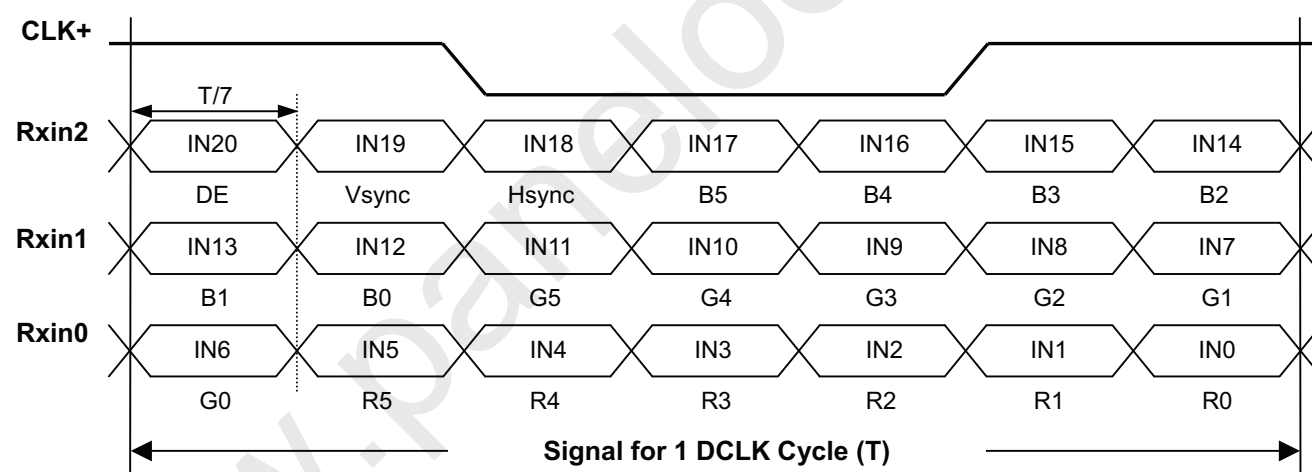 CLK+
T/7
Rxin2 IN20 IN19 IN18 IN17 IN16 IN15 IN14
DE Vsync Hsync B5 B4 B3 B2
Rxin1 IN13 IN12 IN11 IN10 IN9 IN8 IN7
B1 B0 G5 G4 G3 G2 G1
Rxin0 IN6 IN5 IN4 IN3 IN2 IN1 IN0
G0 R5 R4 R3 R2 R1 R0
Signal for 1 DCLK Cycle (T)